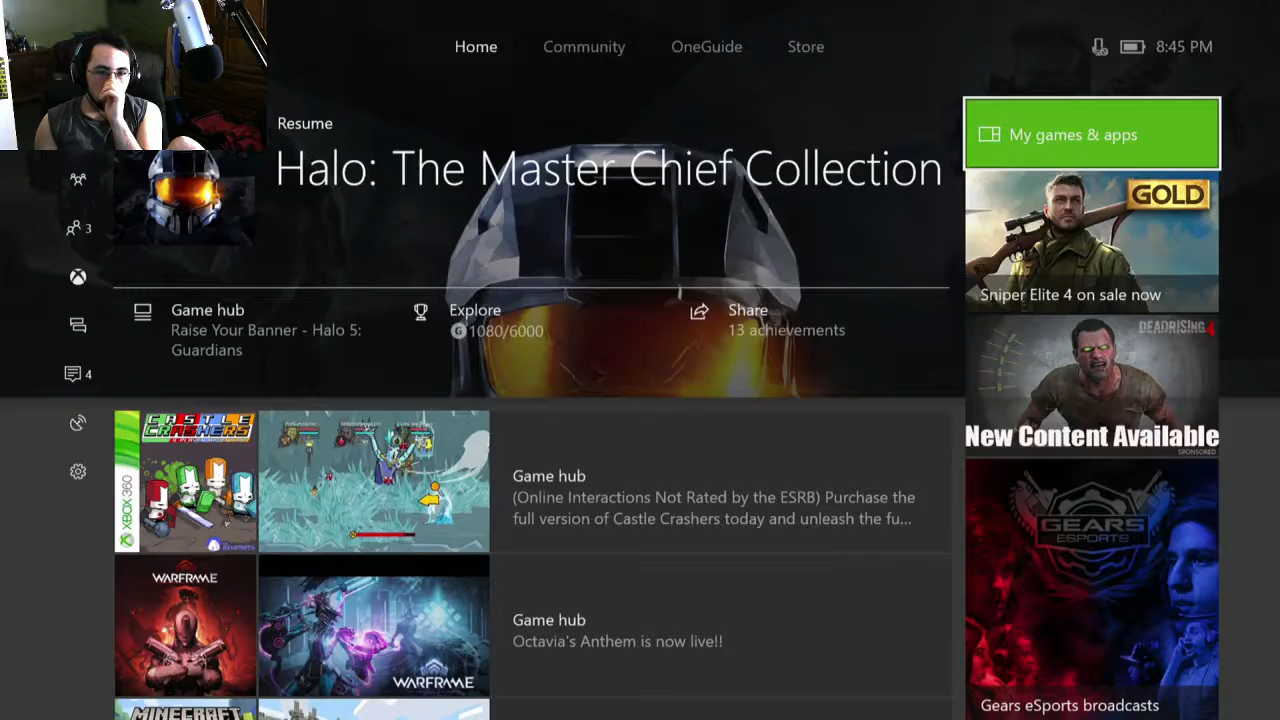 Home
Community
OneGuide
Store
8:45 PM
Resume
Halo: The Master Chief Collection
My games & apps
GOLD
Sniper Elite 4 on sale now
3
Game hub
Raise Your Banner - Halo 5:
Guardians
Explore
G 1080/6000
Share
13 achievements
4
DEADRISING 4
New Content Available
SPONSORED
CASTLE
CRASHERS
XBOX 360
BEHEMOTH
Game hub
(Online Interactions Not Rated by the ESRB) Purchase the
full version of Castle Crashers today and unleash the fu...
GEARS
ESPORTS
WARFRAME
WARFRAME
Game hub
Octavia's Anthem is now live!!
MINECRAFT
Gears eSports broadcasts